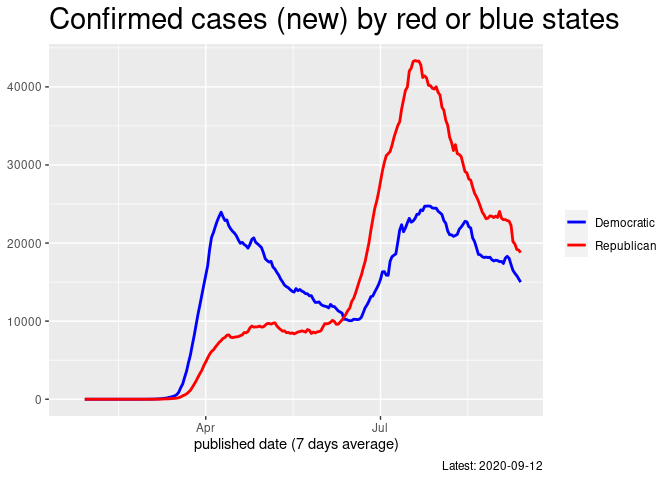 Confirmed cases (new) by red or blue states
40000
30000
20000
10000
0
Apr
Jul
published date (7 days average)
Democratic
Republican
Latest: 2020-09-12